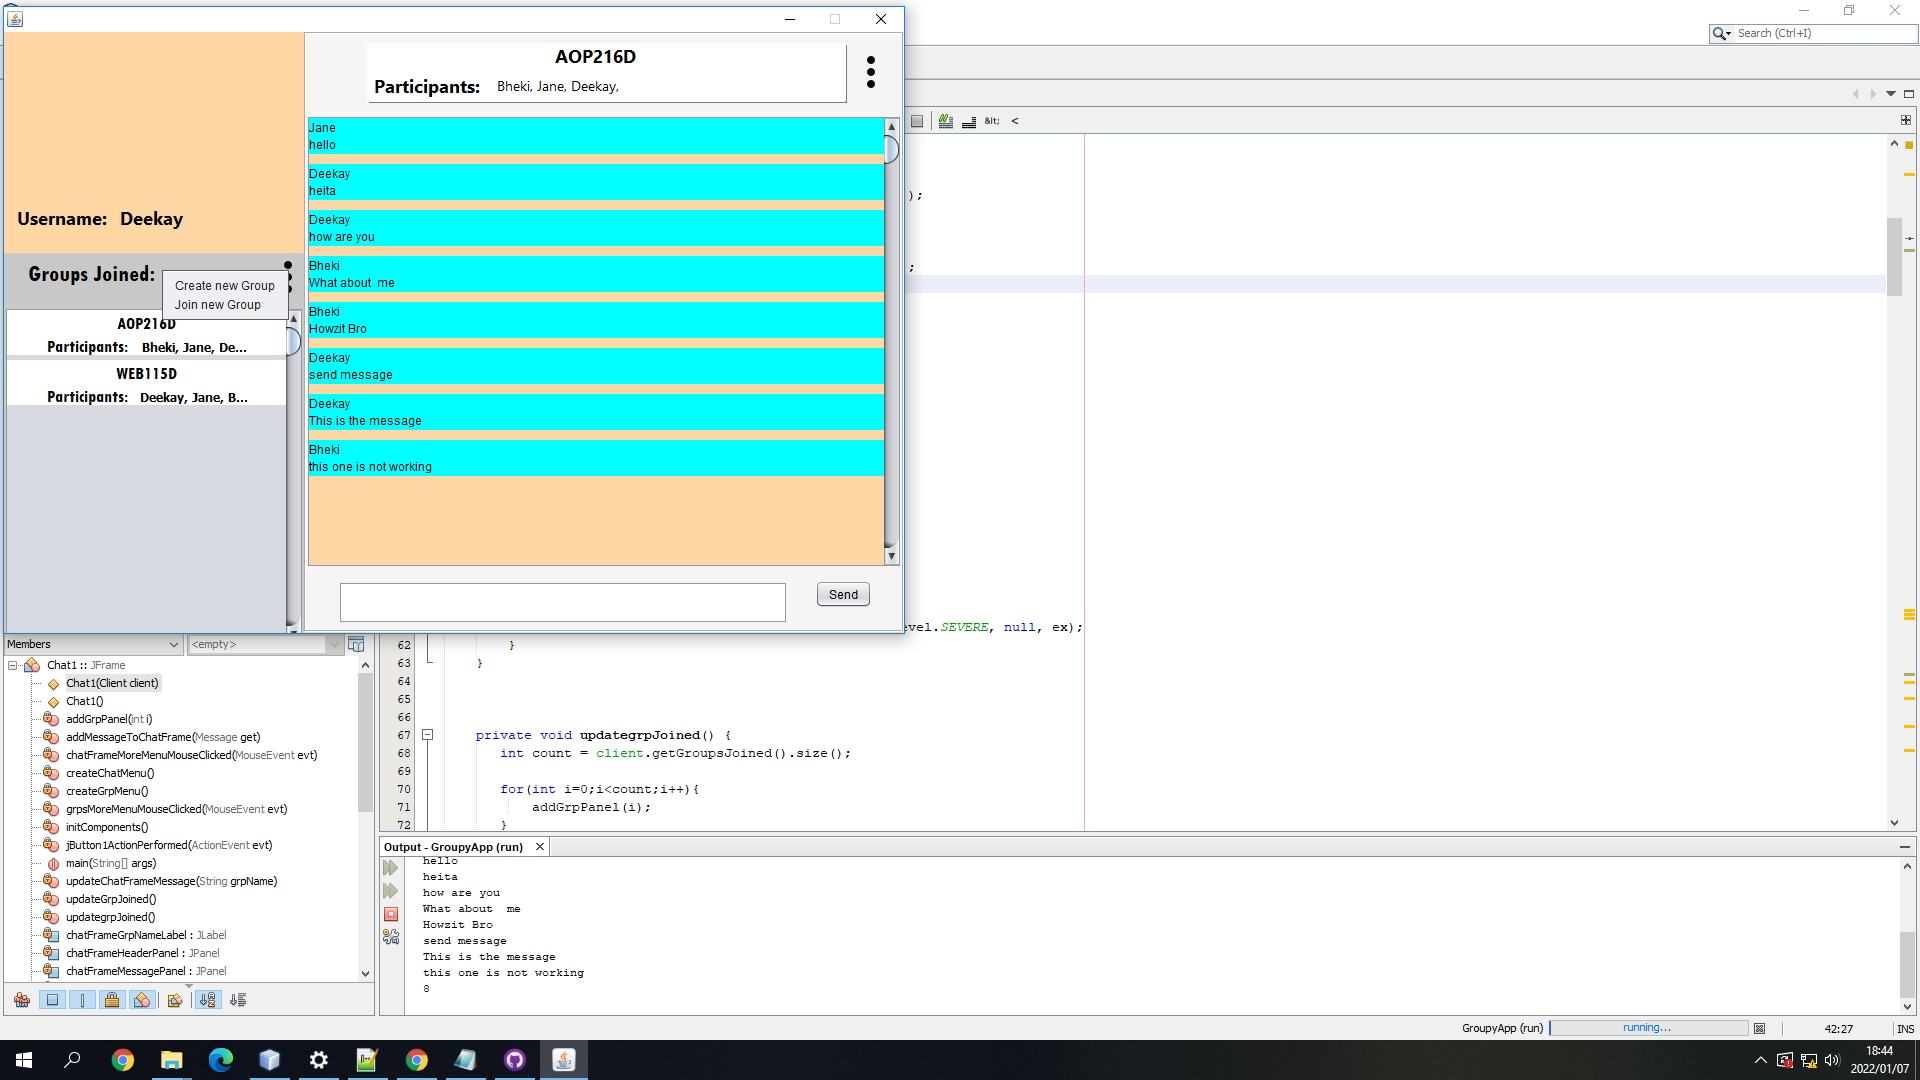 Search (Ctrl+I)
AOP216D
Participants: Bheki, Jane, Deekay,
Username: Deekay
Groups Joined:
Create new Group
Join new Group
AOP216D
Participants: Bheki, Jane, De...
WEB115D
Participants: Deekay, Jane, B...
Jane
hello
Deekay
heita
Deekay
how are you
Bheki
What about  me
Bheki
Howzit Bro
Deekay
send message
Deekay
This is the message
Bheki
this one is not working
Send
&lt; <
);
;
evel.SEVERE, null, ex);
62 }
63 }
64
65
66
67 private void updategrpJoined() {
68 int count = client.getGroupsJoined().size();
69
70 for(int i=0;i<count;i++){
71 addGrpPanel(i);
72 }
Members
<empty>
Chat1 :: JFrame
Chat1(Client client)
Chat1()
addGrpPanel(int i)
addMessageToChatFrame(Message get)
chatFrameMoreMenuMouseClicked(MouseEvent evt)
createChatMenu()
createGrpMenu()
grpsMoreMenuMouseClicked(MouseEvent evt)
initComponents()
jButton1ActionPerformed(ActionEvent evt)
main(String[] args)
updateChatFrameMessage(String grpName)
updateGrpJoined()
updategrpJoined()
chatFrameGrpNameLabel : JLabel
chatFrameHeaderPanel : JPanel
chatFrameMessagePanel : JPanel
Output - GroupyApp (run)
hello
heita
how are you
What about  me
Howzit Bro
send message
This is the message
this one is not working
8
GroupyApp (run)
running...
42:27
INS
18:44
2022/01/07